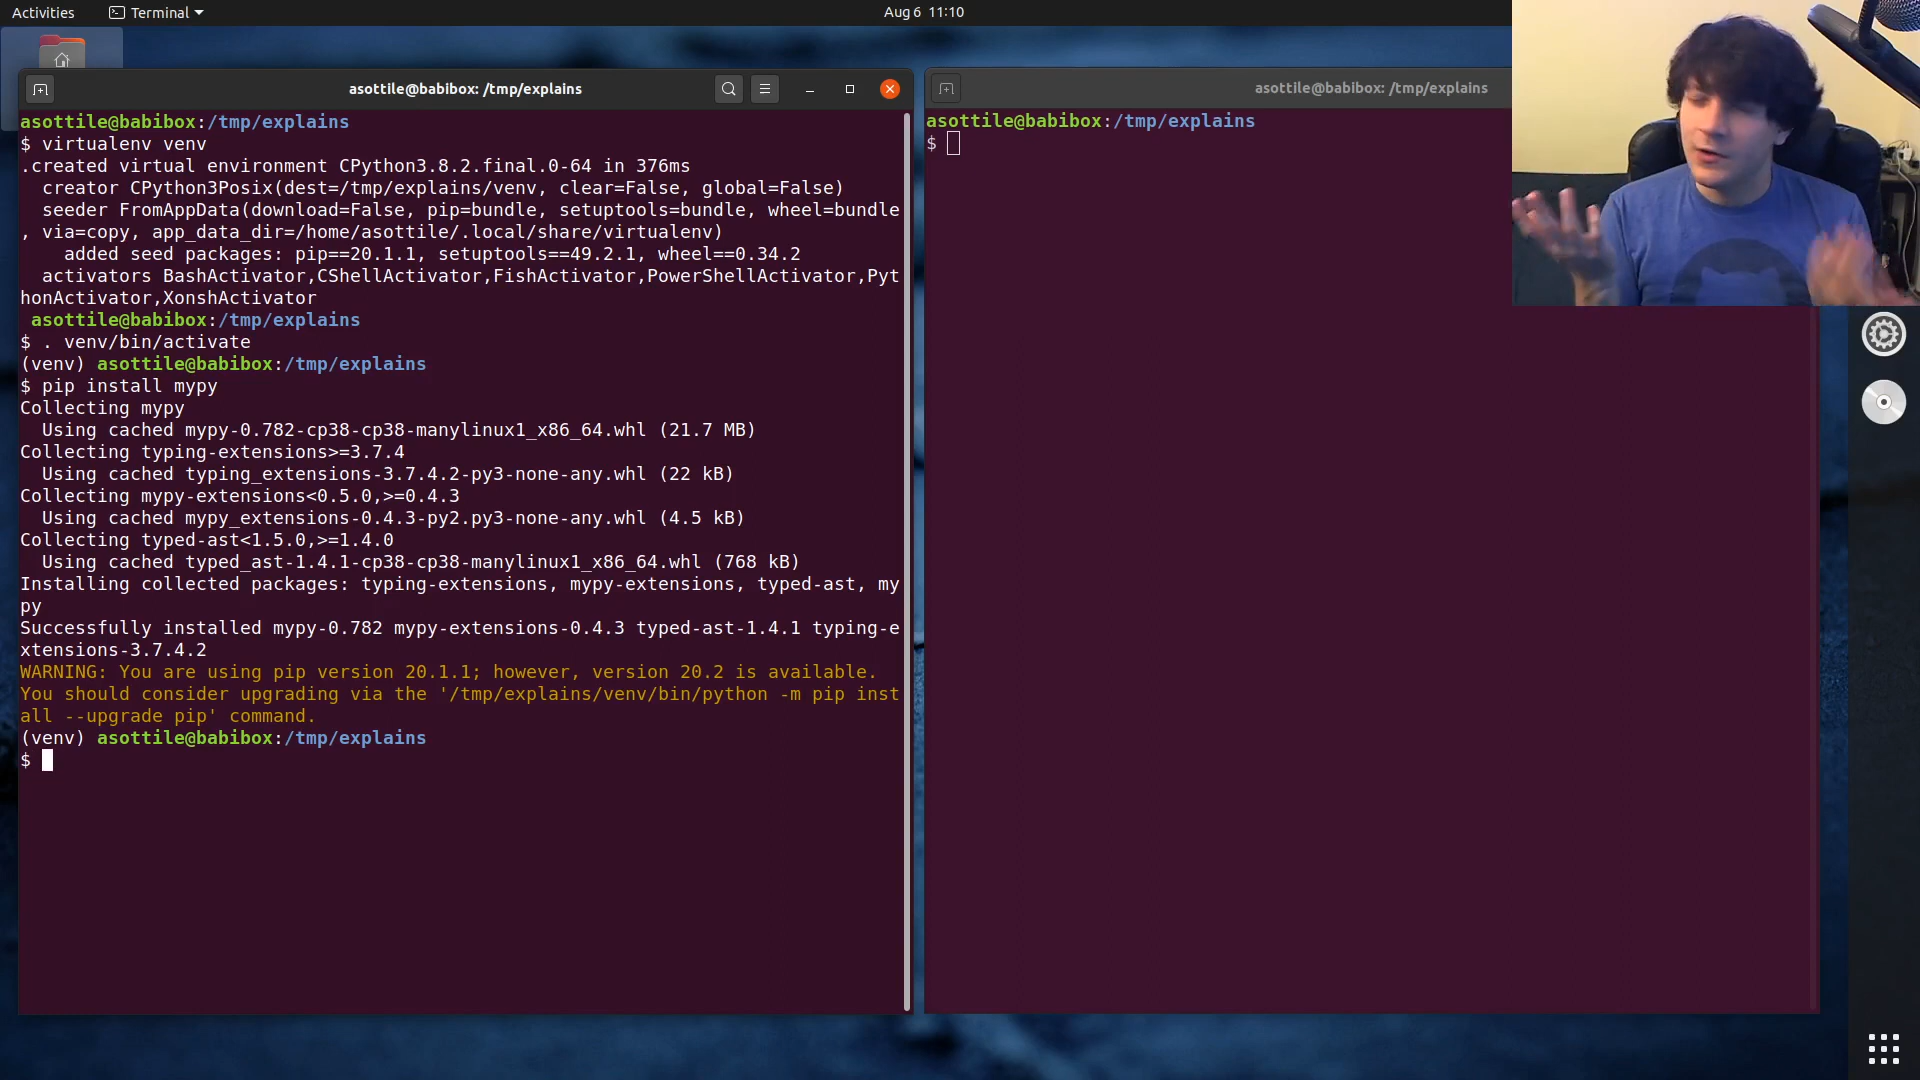 Activities
Terminal
Aug 6 11:10
asottile@babibox: /tmp/explains
asottile@babibox:/tmp/explains
$ virtualenv venv
.created virtual environment CPython3.8.2.final.0-64 in 376ms
  creator CPython3Posix(dest=/tmp/explains/venv, clear=False, global=False)
  seeder FromAppData(download=False, pip=bundle, setuptools=bundle, wheel=bundle
, via=copy, app_data_dir=/home/asottile/.local/share/virtualenv)
    added seed packages: pip==20.1.1, setuptools==49.2.1, wheel==0.34.2
  activators BashActivator,CShellActivator,FishActivator,PowerShellActivator,Pyt
honActivator,XonshActivator
 asottile@babibox:/tmp/explains
$ . venv/bin/activate
(venv) asottile@babibox:/tmp/explains
$ pip install mypy
Collecting mypy
  Using cached mypy-0.782-cp38-cp38-manylinux1_x86_64.whl (21.7 MB)
Collecting typing-extensions>=3.7.4
  Using cached typing_extensions-3.7.4.2-py3-none-any.whl (22 kB)
Collecting mypy-extensions<0.5.0,>=0.4.3
  Using cached mypy_extensions-0.4.3-py2.py3-none-any.whl (4.5 kB)
Collecting typed-ast<1.5.0,>=1.4.0
  Using cached typed_ast-1.4.1-cp38-cp38-manylinux1_x86_64.whl (768 kB)
Installing collected packages: typing-extensions, mypy-extensions, typed-ast, my
py
Successfully installed mypy-0.782 mypy-extensions-0.4.3 typed-ast-1.4.1 typing-e
xtensions-3.7.4.2
WARNING: You are using pip version 20.1.1; however, version 20.2 is available.
You should consider upgrading via the '/tmp/explains/venv/bin/python -m pip inst
all --upgrade pip' command.
(venv) asottile@babibox:/tmp/explains
$
asottile@babibox: /tmp/explains
asottile@babibox:/tmp/explains
$